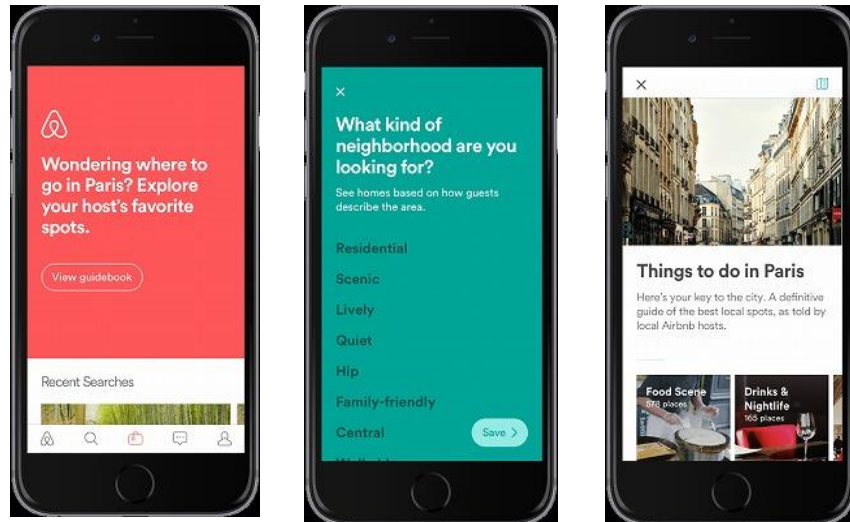 Wondering where to
go in Paris? Explore
your host's favorite
spots.
View guidebook
Recent Searches
What kind of
neighborhood are you
looking for?
See homes based on how guests
describe the area.
Residential
Scenic
Lively
Quiet
Hip
Family-friendly
Central
Save
Things to do in Paris
Here's your key to the city. A definitive
guide of the best local spots, as told by
local Airbnb hosts.
Food Scene
578 places
Drinks &
Nightlife
165 places